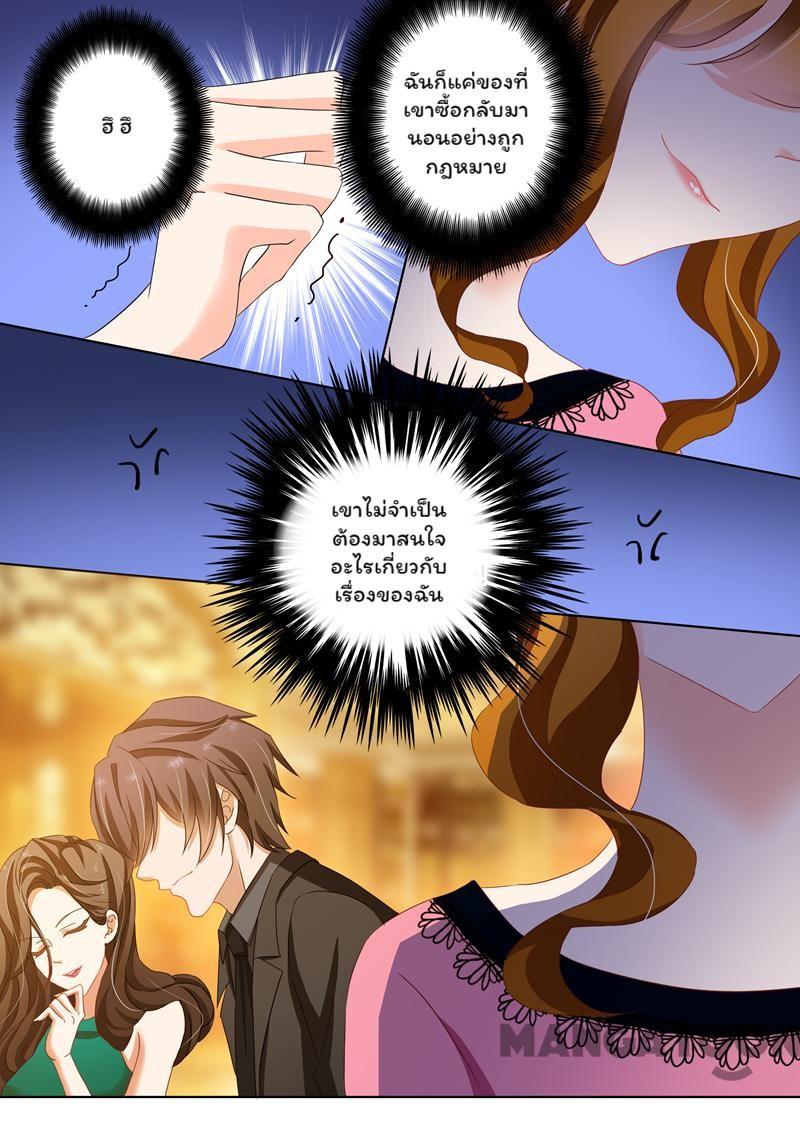 ฮึ ฮึ
ฉันก็แค่ของที่
เขาซื้อกลับมา
นอนอย่างถูก
กฎหมาย
เขาไม่จำเป็น
ต้องมาสนใจ
อะไรเกี่ยวกับ
เรื่องของฉัน